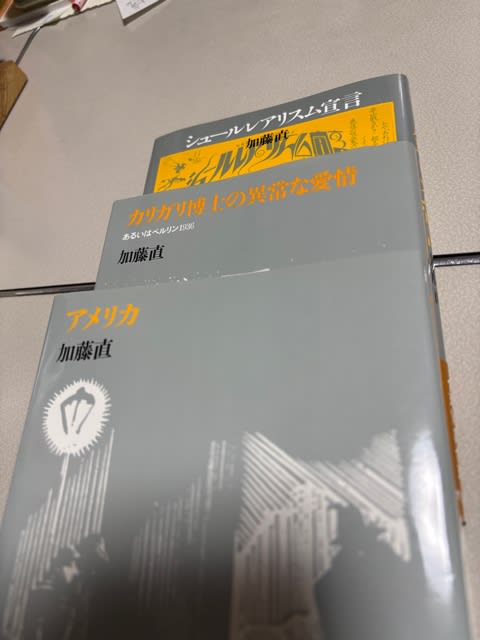 シュールレアリスム宣言
加藤直
カリガリ博士の異常な愛情
あるいはベルリン1936
加藤直
アメリカ
加藤直